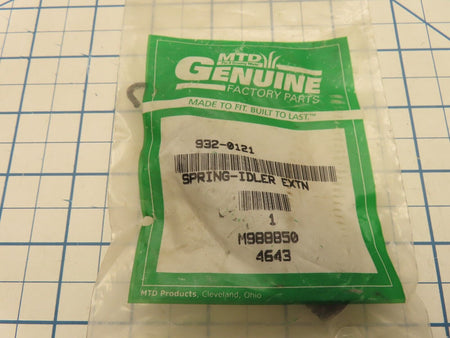 MTD
GENUINE
FACTORY PARTS
MADE TO FIT. BUILT TO LAST.™
932-0121
SPRING-IDLER EXTN
1
M988850
4643
MTD Products, Cleveland, Ohio